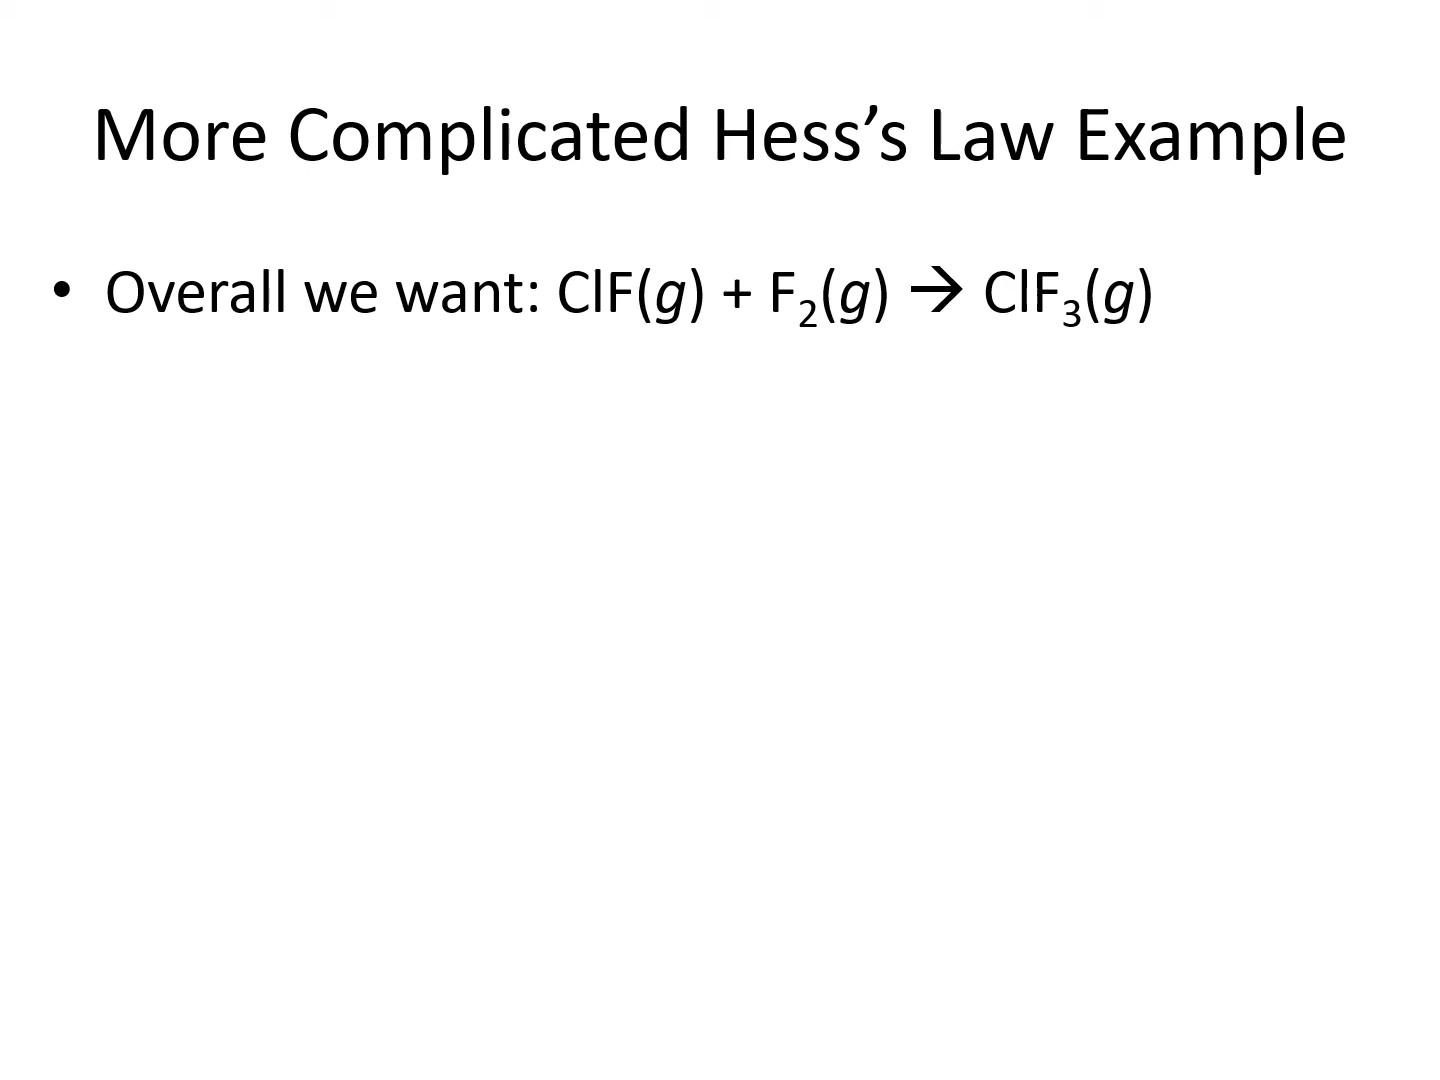 More Complicated Hess’s Law Example
• Overall we want: ClF(g) + F₂(g) → ClF₃(g)